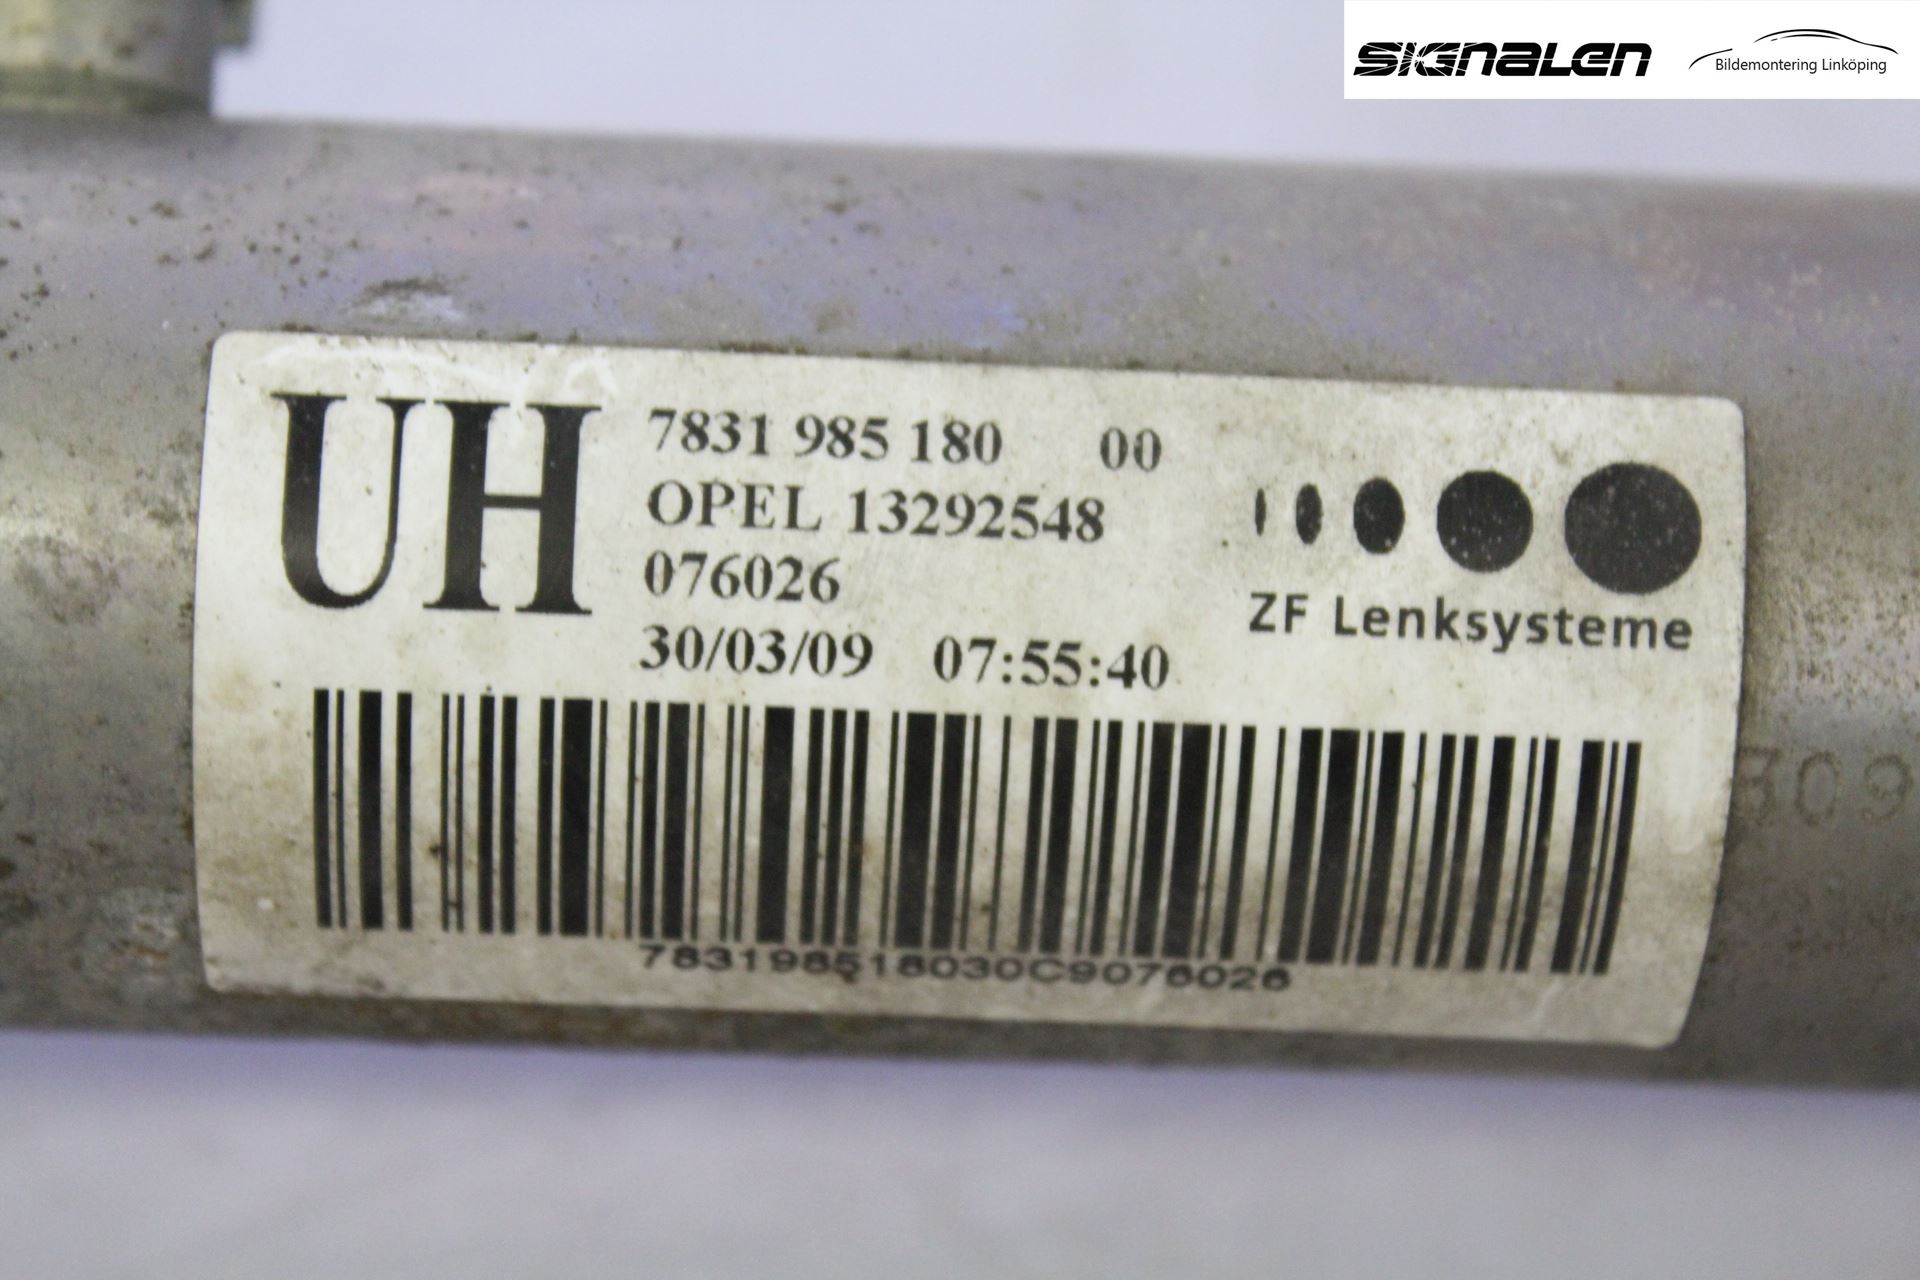 SIGNALEN
Bildemontering Linköping
UH
7831 985 180 00
OPEL 13292548
076026
30/03/09 07:55:40
ZF Lenksysteme
783198518030C9076026